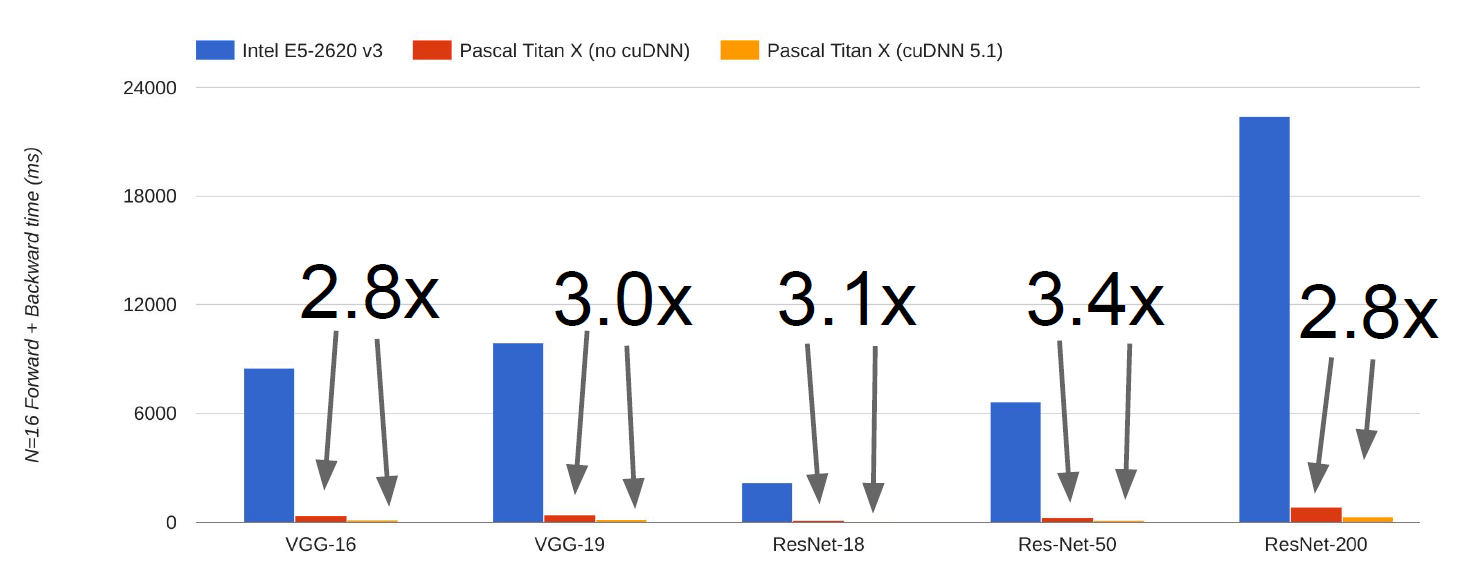 Intel E5-2620 v3 Pascal Titan X (no cuDNN) Pascal Titan X (cuDNN 5.1)
N=16 Forward + Backward time (ms)
24000
18000
12000
6000
0
2.8x 3.0x 3.1x 3.4x 2.8x
VGG-16 VGG-19 ResNet-18 Res-Net-50 ResNet-200